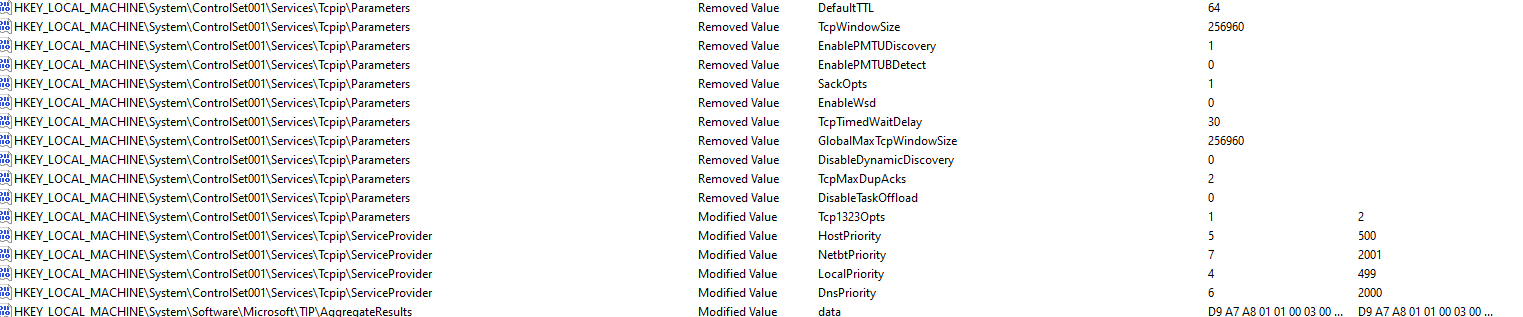 HKEY_LOCAL_MACHINE\System\ControlSet001\Services\Tcpip\Parameters Removed Value DefaultTTL 64
HKEY_LOCAL_MACHINE\System\ControlSet001\Services\Tcpip\Parameters Removed Value TcpWindowSize 256960
HKEY_LOCAL_MACHINE\System\ControlSet001\Services\Tcpip\Parameters Removed Value EnablePMTUDiscovery 1
HKEY_LOCAL_MACHINE\System\ControlSet001\Services\Tcpip\Parameters Removed Value EnablePMTUBDetect 0
HKEY_LOCAL_MACHINE\System\ControlSet001\Services\Tcpip\Parameters Removed Value SackOpts 1
HKEY_LOCAL_MACHINE\System\ControlSet001\Services\Tcpip\Parameters Removed Value EnableWsd 0
HKEY_LOCAL_MACHINE\System\ControlSet001\Services\Tcpip\Parameters Removed Value TcpTimedWaitDelay 30
HKEY_LOCAL_MACHINE\System\ControlSet001\Services\Tcpip\Parameters Removed Value GlobalMaxTcpWindowSize 256960
HKEY_LOCAL_MACHINE\System\ControlSet001\Services\Tcpip\Parameters Removed Value DisableDynamicDiscovery 0
HKEY_LOCAL_MACHINE\System\ControlSet001\Services\Tcpip\Parameters Removed Value TcpMaxDupAcks 2
HKEY_LOCAL_MACHINE\System\ControlSet001\Services\Tcpip\Parameters Removed Value DisableTaskOffload 0
HKEY_LOCAL_MACHINE\System\ControlSet001\Services\Tcpip\Parameters Modified Value Tcp1323Opts 1 2
HKEY_LOCAL_MACHINE\System\ControlSet001\Services\Tcpip\ServiceProvider Modified Value HostPriority 5 500
HKEY_LOCAL_MACHINE\System\ControlSet001\Services\Tcpip\ServiceProvider Modified Value NetbtPriority 7 2001
HKEY_LOCAL_MACHINE\System\ControlSet001\Services\Tcpip\ServiceProvider Modified Value LocalPriority 4 499
HKEY_LOCAL_MACHINE\System\ControlSet001\Services\Tcpip\ServiceProvider Modified Value DnsPriority 6 2000
HKEY_LOCAL_MACHINE\System\Software\Microsoft\TIP\AggregateResults Modified Value data D9 A7 A8 01 01 00 03 00 ... D9 A7 A8 01 01 00 03 00 ...